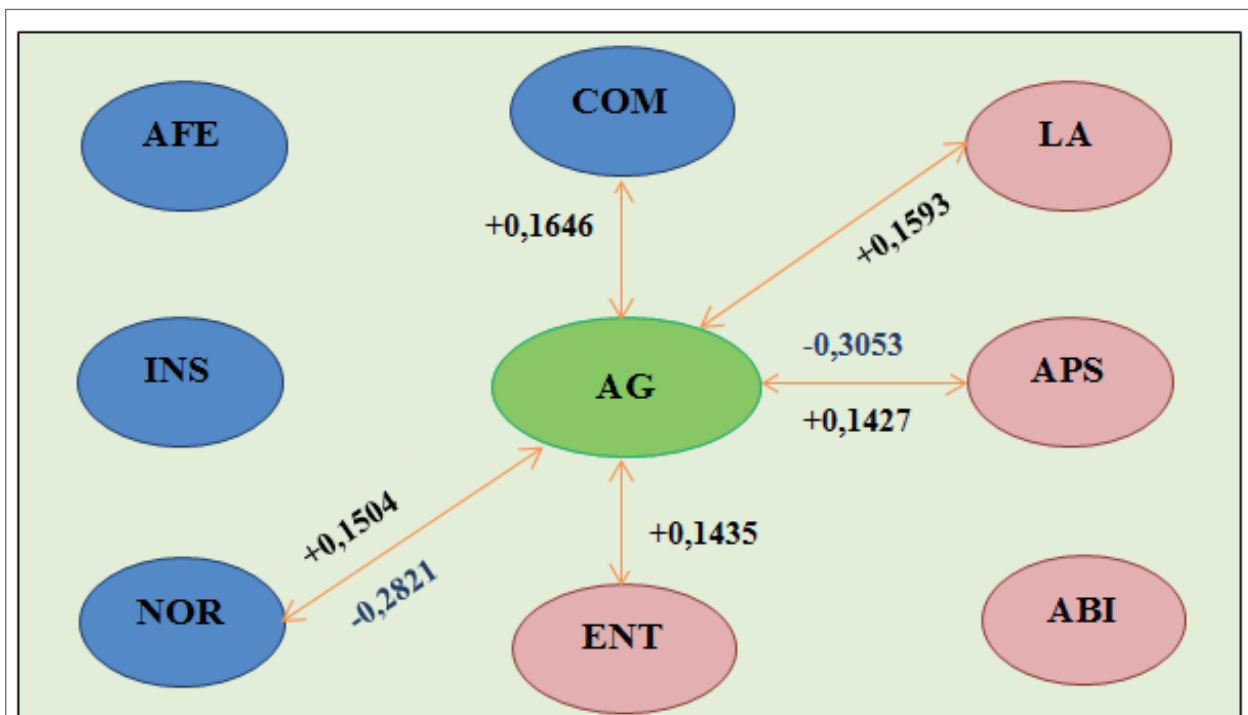 AFE
COM
LA
+0,1646
+0,1593
INS
AG
-0,3053
APS
+0,1427
+0,1504
-0,2821
+0,1435
NOR
ENT
ABI